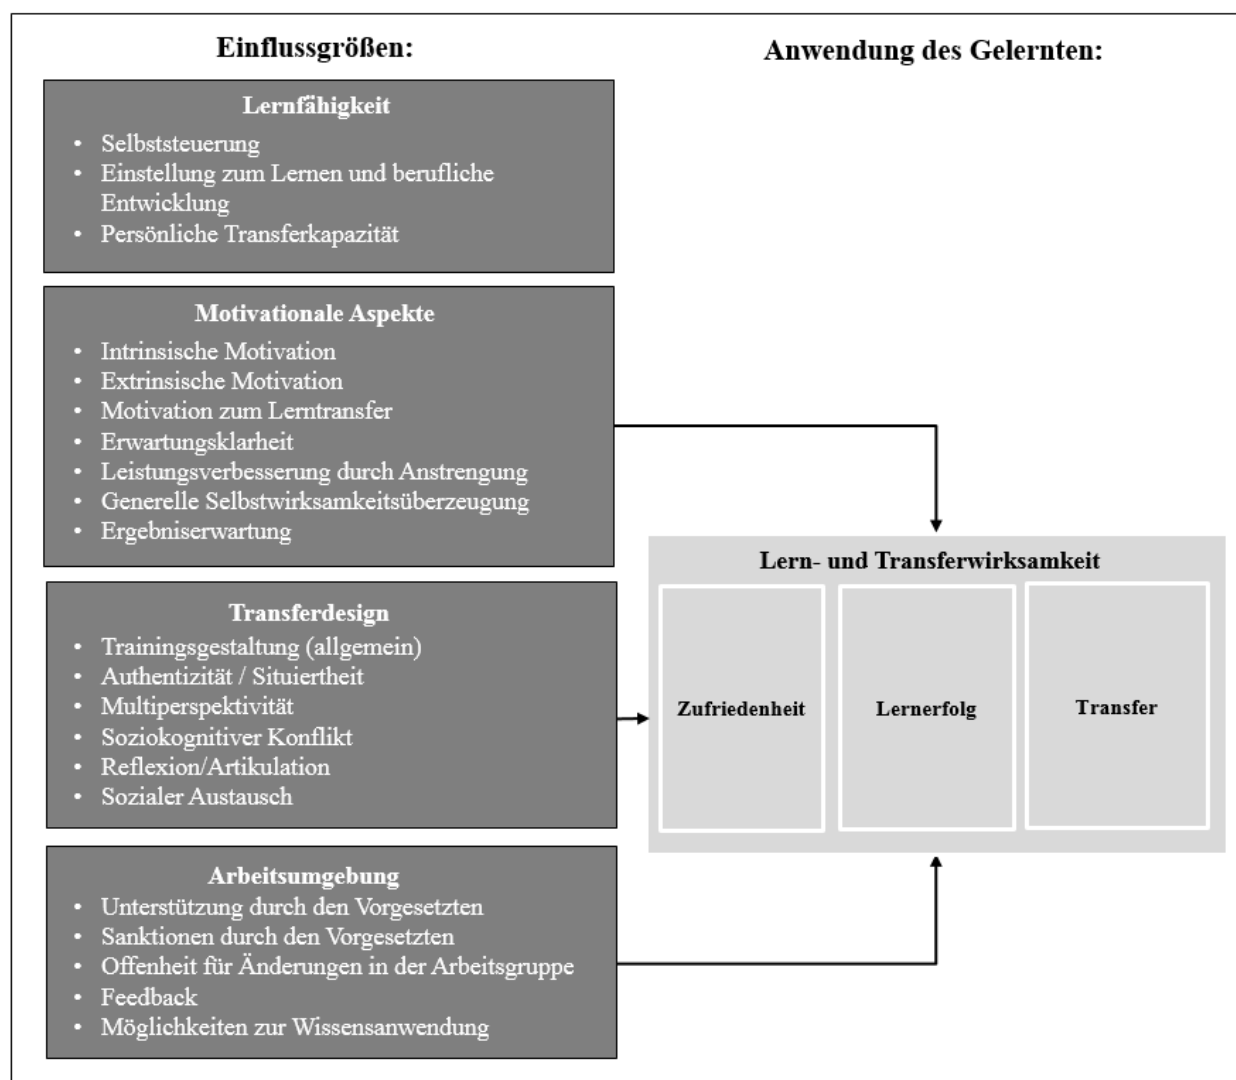 Einflussgrößen:
Lernfähigkeit
• Selbststeuerung
• Einstellung zum Lernen und berufliche
Entwicklung
• Persönliche Transferkapazität
Motivationale Aspekte
• Intrinsische Motivation
• Extrinsische Motivation
• Motivation zum Lerntransfer
• Erwartungsklarheit
• Leistungsverbesserung durch Anstrengung
• Generelle Selbstwirksamkeitsüberzeugung
• Ergebniserwartung
Transferdesign
• Trainingsgestaltung (allgemein)
• Authentizität / Situiertheit
• Multiperspektivität
• Soziokognitiver Konflikt
• Reflexion/Artikulation
• Sozialer Austausch
Arbeitsumgebung
• Unterstützung durch den Vorgesetzten
• Sanktionen durch den Vorgesetzten
• Offenheit für Änderungen in der Arbeitsgruppe
• Feedback
• Möglichkeiten zur Wissensanwendung
Anwendung des Gelernten:
Lern- und Transferwirksamkeit
Zufriedenheit
Lernerfolg
Transfer